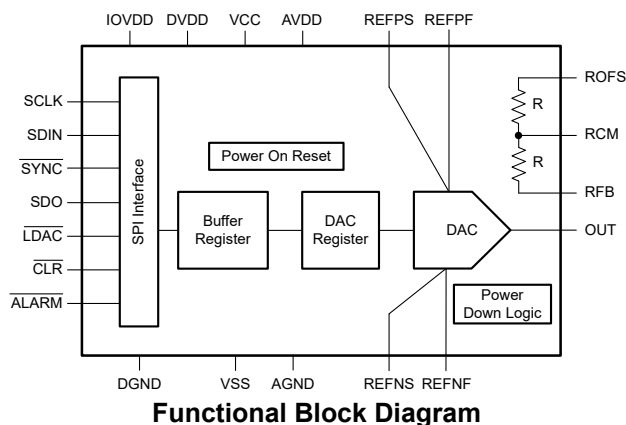 IOVDD DVDD VCC AVDD REFPS REFPF
SCLK
SDIN
SYNC
SDO
LDAC
CLR
ALARM
SPI Interface
Power On Reset
Buffer
Register
DAC
Register
DAC
Power
Down Logic
R
R
ROFS
RCM
RFB
OUT
DGND VSS AGND REFNS REFNF
Functional Block Diagram